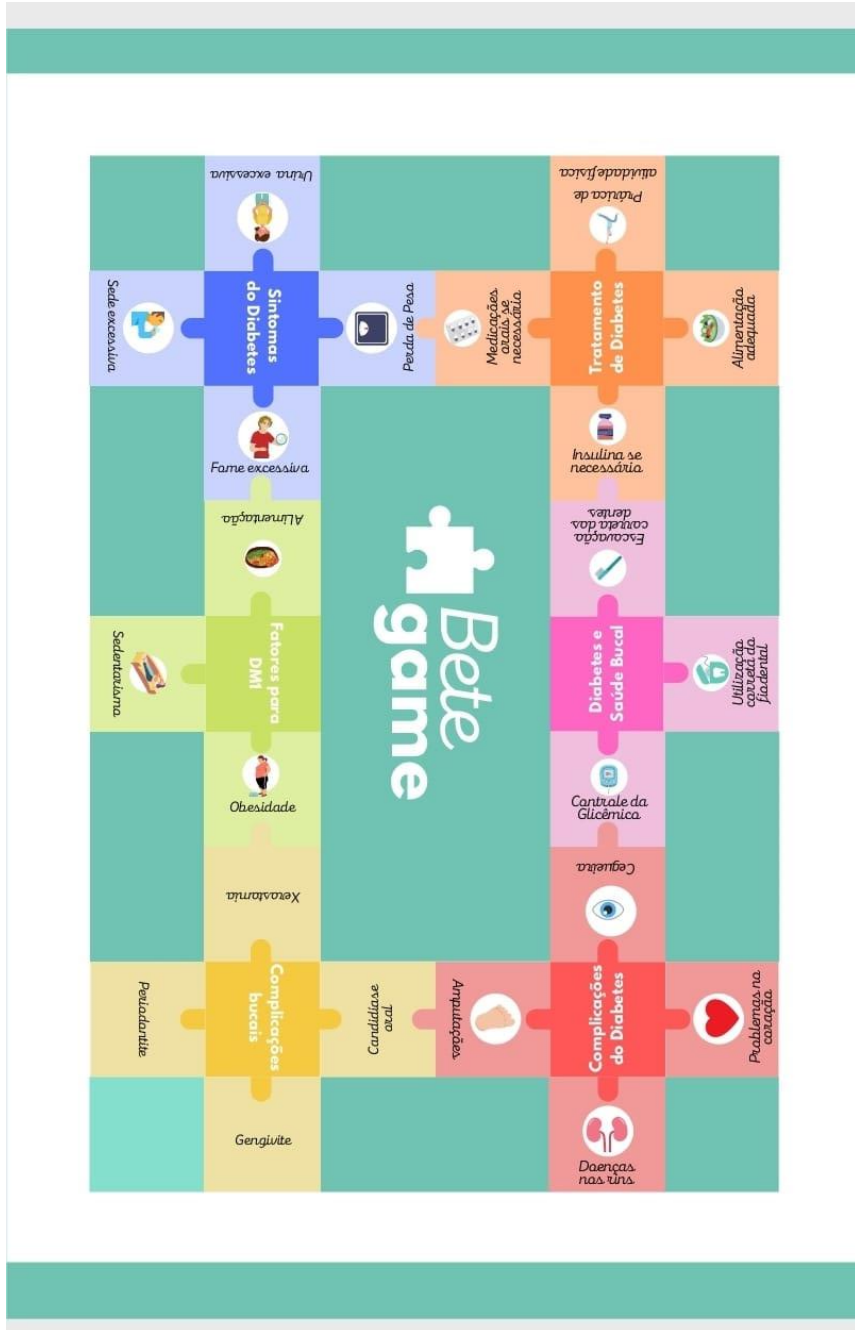 Urina excessiva
Sede excessiva
Sintomas
do Diabetes
Perda de Peso
Fome excessiva
Prática de
atividade física
Medicações
orais se
necessária
Tratamento
de Diabetes
Alimentação
adequada
Insulina se
necessário
Alimentação
Sedentarismo
Fatores para
DM1
Obesidade
Bete
game
Escavação
correta dos
dentes
Diabetes e
Saúde Bucal
Utilização
correta do
fio dental
Controle da
Glicêmica
Xerostomia
Periodontite
Complicações
bucais
Candidíase
oral
Gengivite
Cegueira
Amputações
Complicações
do Diabetes
Problemas no
coração
Doenças
nos rins